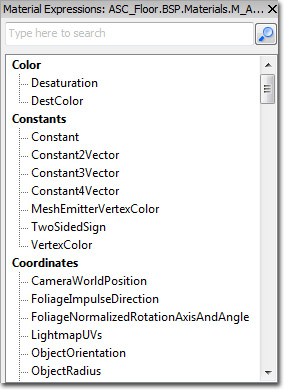 Material Expressions: ASC_Floor.BSP.Materials.M_A...
Type here to search
Color
Desaturation
DestColor
Constants
Constant
Constant2Vector
Constant3Vector
Constant4Vector
MeshEmitterVertexColor
TwoSidedSign
VertexColor
Coordinates
CameraWorldPosition
FoliageImpulseDirection
FoliageNormalizedRotationAxisAndAngle
LightmapUVs
ObjectOrientation
ObjectRadius